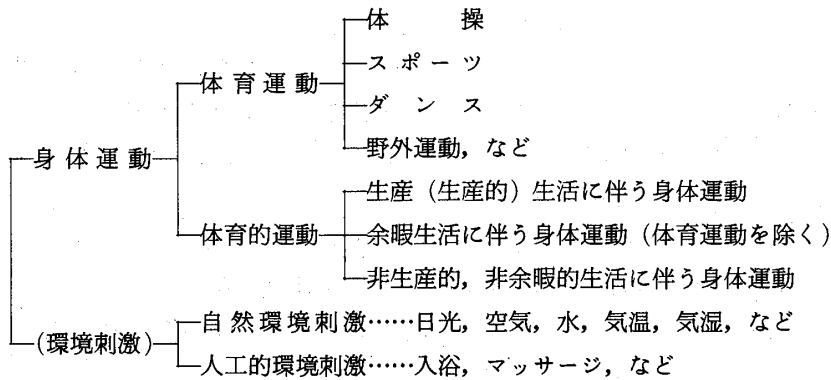 体操
スポーツ
体育運動
ダンス
野外運動，など
身体運動
生産（生産的）生活に伴う身体運動
体育的運動
余暇生活に伴う身体運動（体育運動を除く）
非生産的，非余暇的生活に伴う身体運動
自然環境刺激……日光，空気，水，気温，気湿，など
（環境刺激）
人工的環境刺激……入浴，マッサージ，など